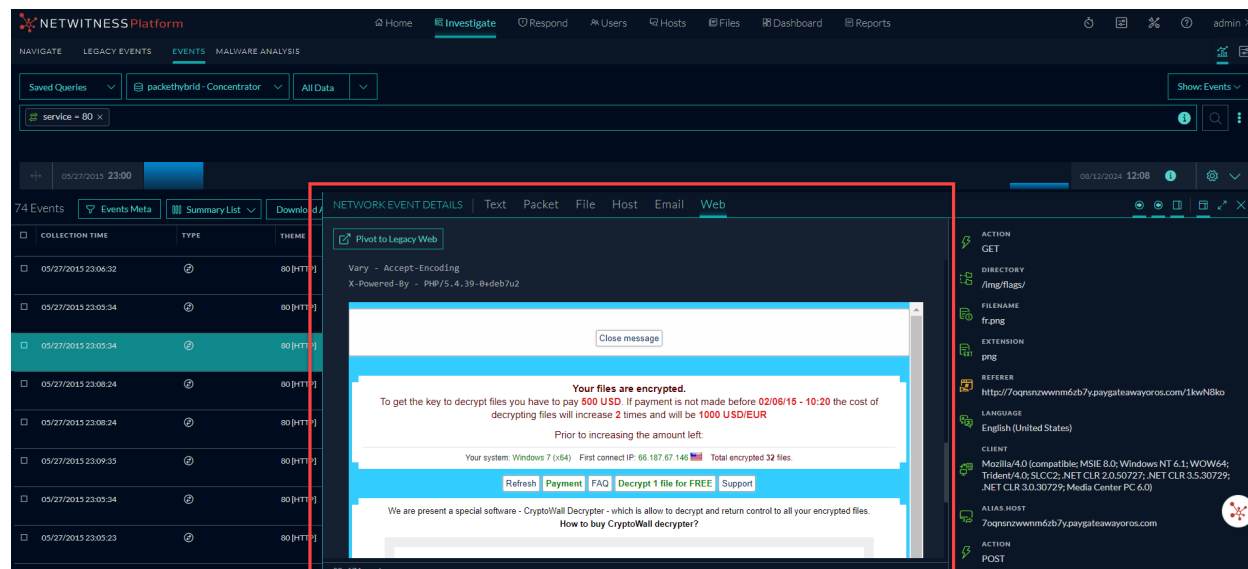 NETWITNESS Platform
Home Investigate Respond Users Hosts Files Dashboard Reports
admin
NAVIGATE LEGACY EVENTS EVENTS MALWARE ANALYSIS
Saved Queries packethybrid - Concentrator All Data
Show: Events
service = 80 ×
05/27/2015 23:00
08/12/2024 12:08
74 Events Events Meta Summary List Download A
COLLECTION TIME TYPE THEME
05/27/2015 23:06:32 80 [HTTP]
05/27/2015 23:05:34 80 [HTTP]
05/27/2015 23:05:34 80 [HTTP]
05/27/2015 23:08:24 80 [HTTP]
05/27/2015 23:08:24 80 [HTTP]
05/27/2015 23:09:35 80 [HTTP]
05/27/2015 23:05:34 80 [HTTP]
05/27/2015 23:05:23 80 [HTTP]
NETWORK EVENT DETAILS Text Packet File Host Email Web
Pivot to Legacy Web
Vary - Accept-Encoding
X-Powered-By - PHP/5.4.39-0+deb7u2
Close message
Your files are encrypted.
To get the key to decrypt files you have to pay 500 USD. If payment is not made before 02/06/15 - 10:20 the cost of
decrypting files will increase 2 times and will be 1000 USD/EUR
Prior to increasing the amount left:
Your system: Windows 7 (x64) First connect IP: 66.187.67.146 Total encrypted 32 files.
Refresh Payment FAQ Decrypt 1 file for FREE Support
We are present a special software - CryptoWall Decrypter - which is allow to decrypt and return control to all your encrypted files.
How to buy CryptoWall decrypter?
ACTION
GET
DIRECTORY
/img/flags/
FILENAME
fr.png
EXTENSION
png
REFERER
http://7oqnsnzwwnm6zb7y.paygateawayoros.com/1kwN8ko
LANGUAGE
English (United States)
CLIENT
Mozilla/4.0 (compatible; MSIE 8.0; Windows NT 6.1; WOW64;
Trident/4.0; SLCC2; .NET CLR 2.0.50727; .NET CLR 3.5.30729;
.NET CLR 3.0.30729; Media Center PC 6.0)
ALIAS.HOST
7oqnsnzwwnm6zb7y.paygateawayoros.com
ACTION
POST